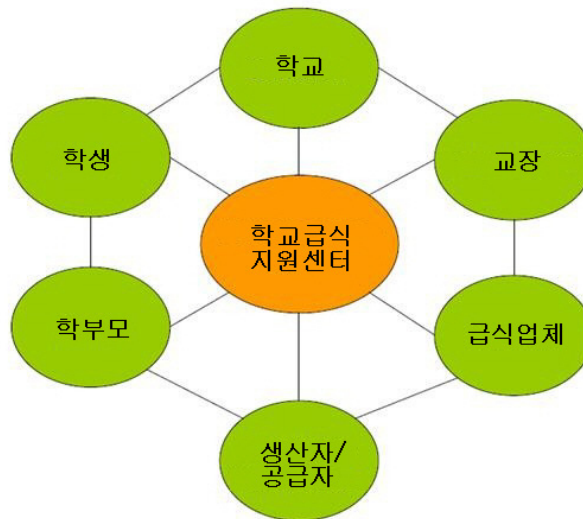 학교
학생
교장
학교급식
지원센터
학부모
급식업체
생산자/
공급자